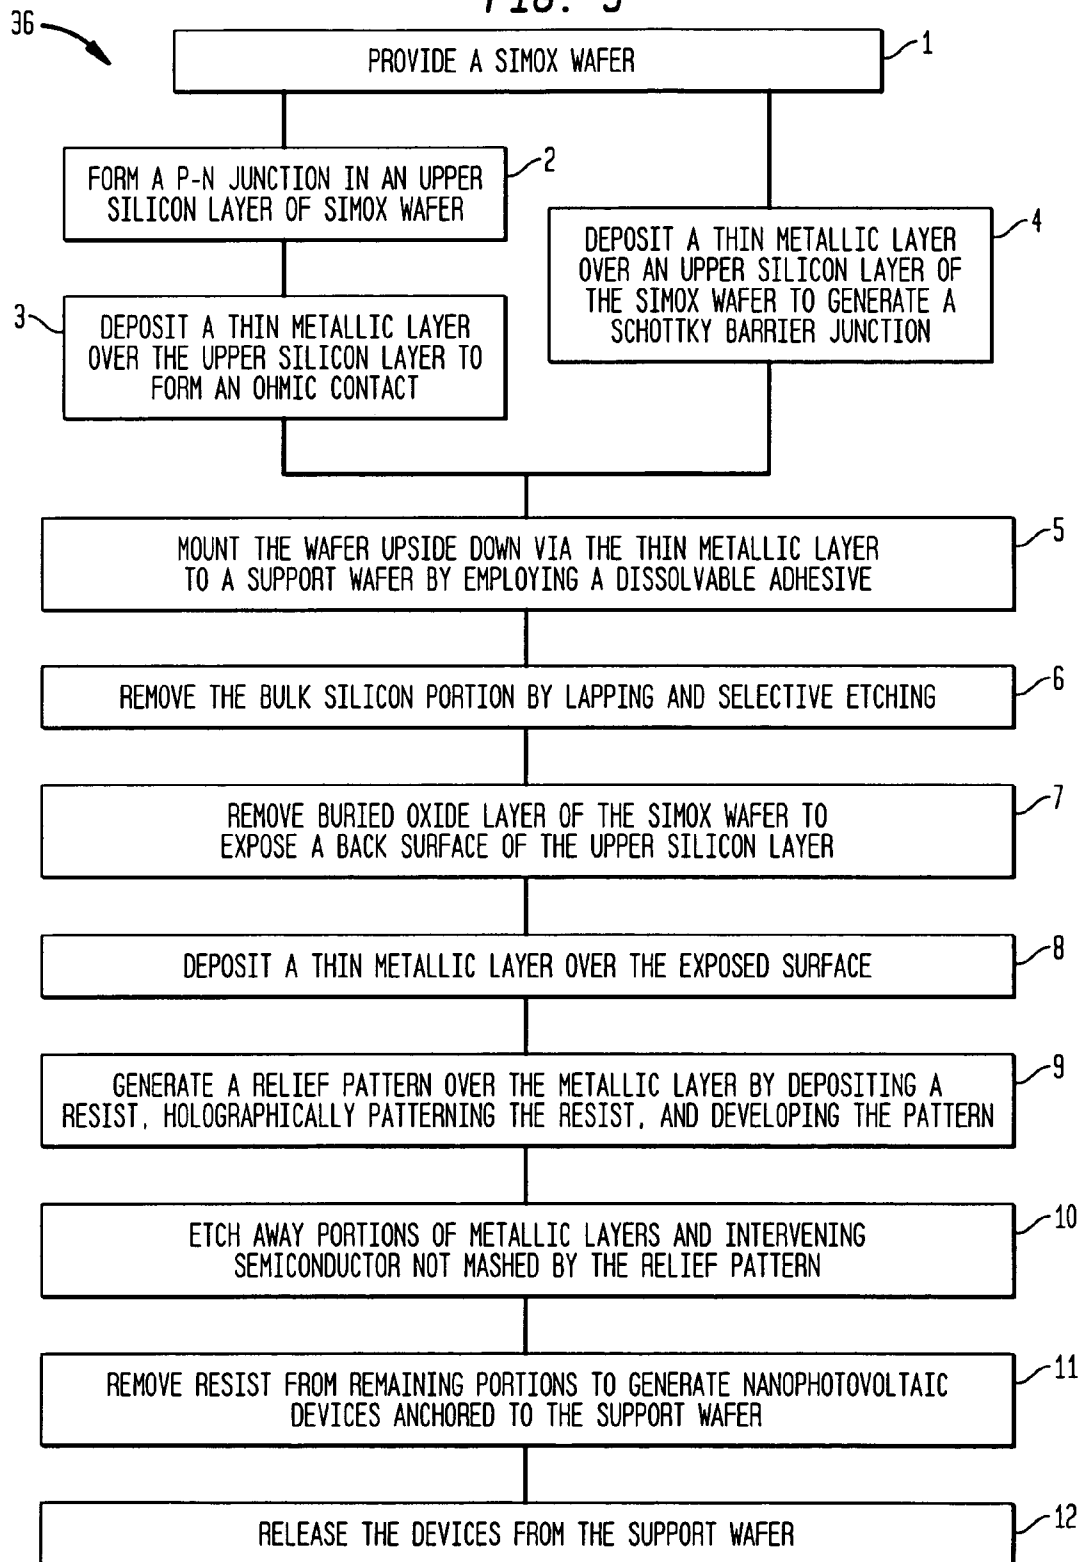 FIG. 3
36
PROVIDE A SIMOX WAFER
1
FORM A P-N JUNCTION IN AN UPPER
SILICON LAYER OF SIMOX WAFER
2
DEPOSIT A THIN METALLIC LAYER
OVER THE UPPER SILICON LAYER TO
FORM AN OHMIC CONTACT
3
DEPOSIT A THIN METALLIC LAYER
OVER AN UPPER SILICON LAYER OF
THE SIMOX WAFER TO GENERATE A
SCHOTTKY BARRIER JUNCTION
4
MOUNT THE WAFER UPSIDE DOWN VIA THE THIN METALLIC LAYER
TO A SUPPORT WAFER BY EMPLOYING A DISSOLVABLE ADHESIVE
5
REMOVE THE BULK SILICON PORTION BY LAPPING AND SELECTIVE ETCHING
6
REMOVE BURIED OXIDE LAYER OF THE SIMOX WAFER TO
EXPOSE A BACK SURFACE OF THE UPPER SILICON LAYER
7
DEPOSIT A THIN METALLIC LAYER OVER THE EXPOSED SURFACE
8
GENERATE A RELIEF PATTERN OVER THE METALLIC LAYER BY DEPOSITING A
RESIST, HOLOGRAPHICALLY PATTERNING THE RESIST, AND DEVELOPING THE PATTERN
9
ETCH AWAY PORTIONS OF METALLIC LAYERS AND INTERVENING
SEMICONDUCTOR NOT MASHED BY THE RELIEF PATTERN
10
REMOVE RESIST FROM REMAINING PORTIONS TO GENERATE NANOPHOTOVOLTAIC
DEVICES ANCHORED TO THE SUPPORT WAFER
11
RELEASE THE DEVICES FROM THE SUPPORT WAFER
12